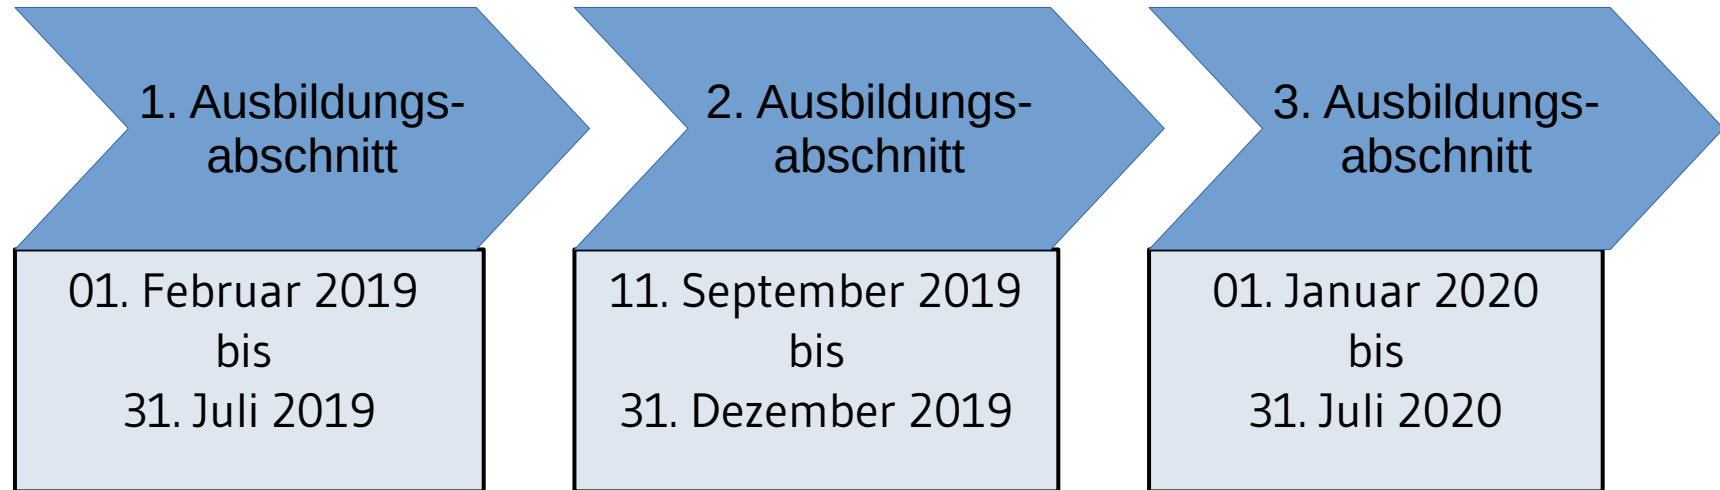 1. Ausbildungs-
abschnitt
2. Ausbildungs-
abschnitt
3. Ausbildungs-
abschnitt
01. Februar 2019
bis
31. Juli 2019
11. September 2019
bis
31. Dezember 2019
01. Januar 2020
bis
31. Juli 2020